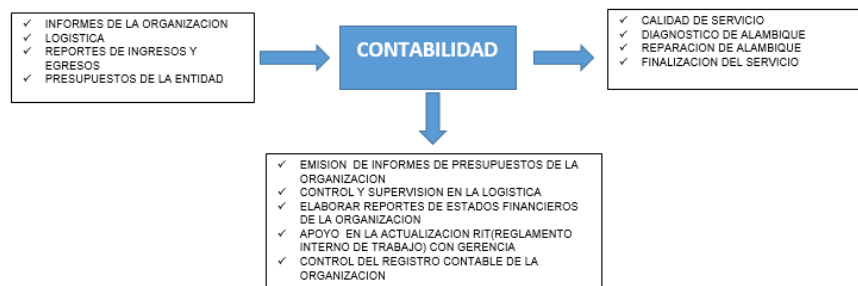 ✓ INFORMES DE LA ORGANIZACION
✓ LOGISTICA
✓ REPORTES DE INGRESOS Y
EGRESOS
✓ PRESUPUESTOS DE LA ENTIDAD
CONTABILIDAD
✓ CALIDAD DE SERVICIO
✓ DIAGNOSTICO DE ALAMBIQUE
✓ REPARACION DE ALAMBIQUE
✓ FINALIZACION DEL SERVICIO
✓ EMISION DE INFORMES DE PRESUPUESTOS DE LA
ORGANIZACION
✓ CONTROL Y SUPERVISION EN LA LOGISTICA
✓ ELABORAR REPORTES DE ESTADOS FINANCIEROS
DE LA ORGANIZACION
✓ APOYO EN LA ACTUALIZACION RIT(REGLAMENTO
INTERNO DE TRABAJO) CON GERENCIA
✓ CONTROL DEL REGISTRO CONTABLE DE LA
ORGANIZACION